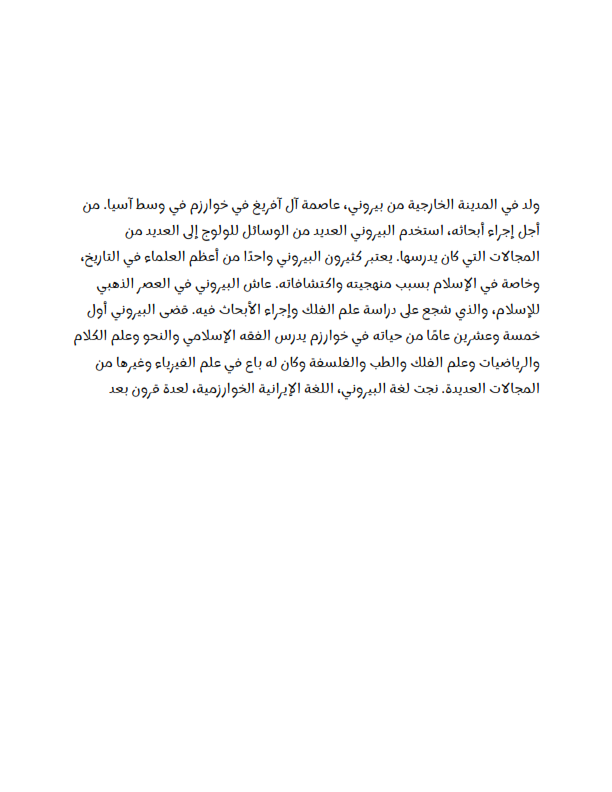 ولد في المدينة الخارجية من بيروني، عاصمة آل آفريغ في خوارزم في وسط آسيا. من
أجل إجراء أبحاثه، استخدم البيروني العديد من الوسائل للولوج إلى العديد من
المجالات التي كان يدرسها. يعتبر كثيرون البيروني واحدًا من أعظم العلماء في التاريخ،
وخاصة في الإسلام بسبب منهجيته واكتشافاته. عاش البيروني في العصر الذهبي
للإسلام، والذي شجع على دراسة علم الفلك وإجراء الأبحاث فيه. قضى البيروني أول
خمسة وعشرين عامًا من حياته في خوارزم يدرس الفقه الإسلامي والنحو وعلم الكلام
والرياضيات وعلم الفلك والطب والفلسفة وكان له باع في علم الفيزياء وغيرها من
المجالات العديدة. نجت لغة البيروني، اللغة الإيرانية الخوارزمية، لعدة قرون بعد